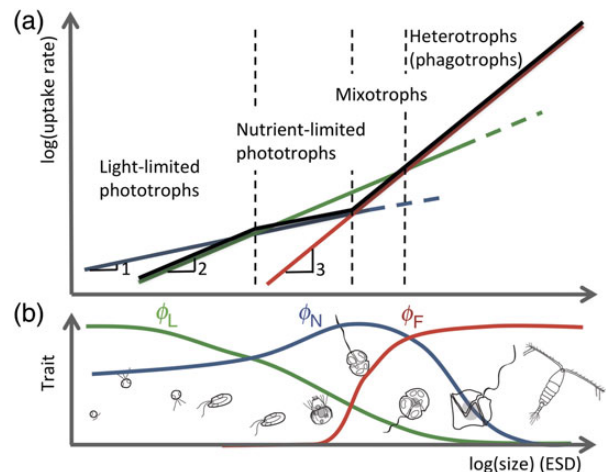 (a)
log(uptake rate)
Heterotrophs
(phagotrophs)
Mixotrophs
Nutrient-limited
phototrophs
Light-limited
phototrophs
1
2
3
(b)
Trait
ϕL
ϕN
ϕF
log(size) (ESD)